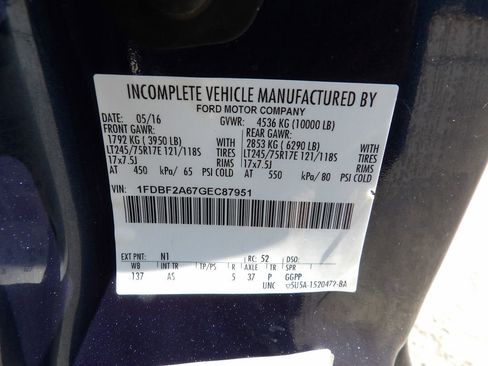 INCOMPLETE VEHICLE MANUFACTURED BY
FORD MOTOR COMPANY
DATE: 05/16 GVWR: 4536 KG (10000 LB)
FRONT GAWR: REAR GAWR:
1792 KG ( 3950 LB) WITH 2853 KG ( 6290 LB) WITH
LT245/75R17E 121/118S TIRES LT245/75R17E 121/118S TIRES
17x7.5J RIMS 17x7.5J RIMS
AT 450 kPa/ 65 PSI COLD AT 550 kPa/ 80 PSI COLD
VIN: 1FDBF2A67GEC87951
EXT PNT: N1 RC: 52 DSO:
WB INT TR TP/PS R AXLE TR SPR
137 AS 5 37 P GGPP
UNC